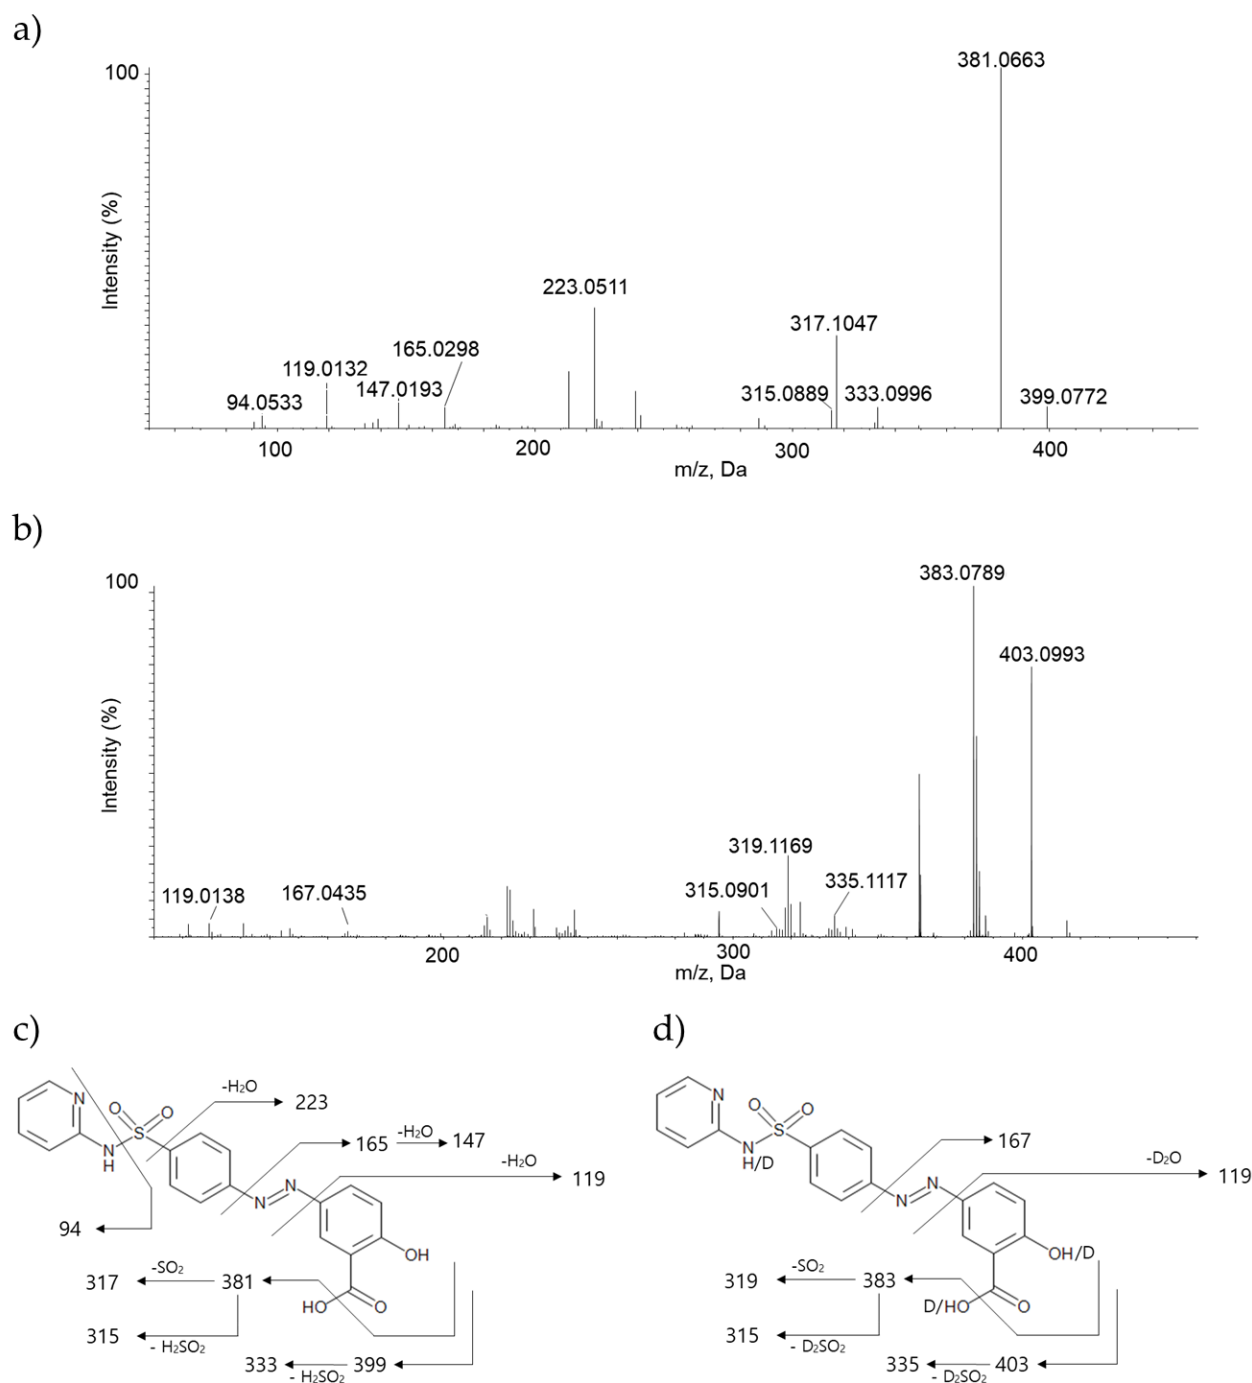 a)
100
381.0663
Intensity (%)
223.0511
317.1047
165.0298
119.0132
147.0193
94.0533
315.0889
333.0996
399.0772
100
200
300
400
m/z, Da
b)
100
383.0789
403.0993
Intensity (%)
319.1169
119.0138
167.0435
315.0901
335.1117
200
300
400
m/z, Da
c)
N
O
O
S
N
H
-H₂O
223
165
-H₂O
147
-H₂O
119
N
N
94
OH
317
-SO₂
381
HO
O
315
- H₂SO₂
333
- H₂SO₂
399
d)
N
O
O
S
N
H/D
167
-D₂O
119
N
N
OH/D
319
-SO₂
383
D/HO
O
315
- D₂SO₂
335
- D₂SO₂
403